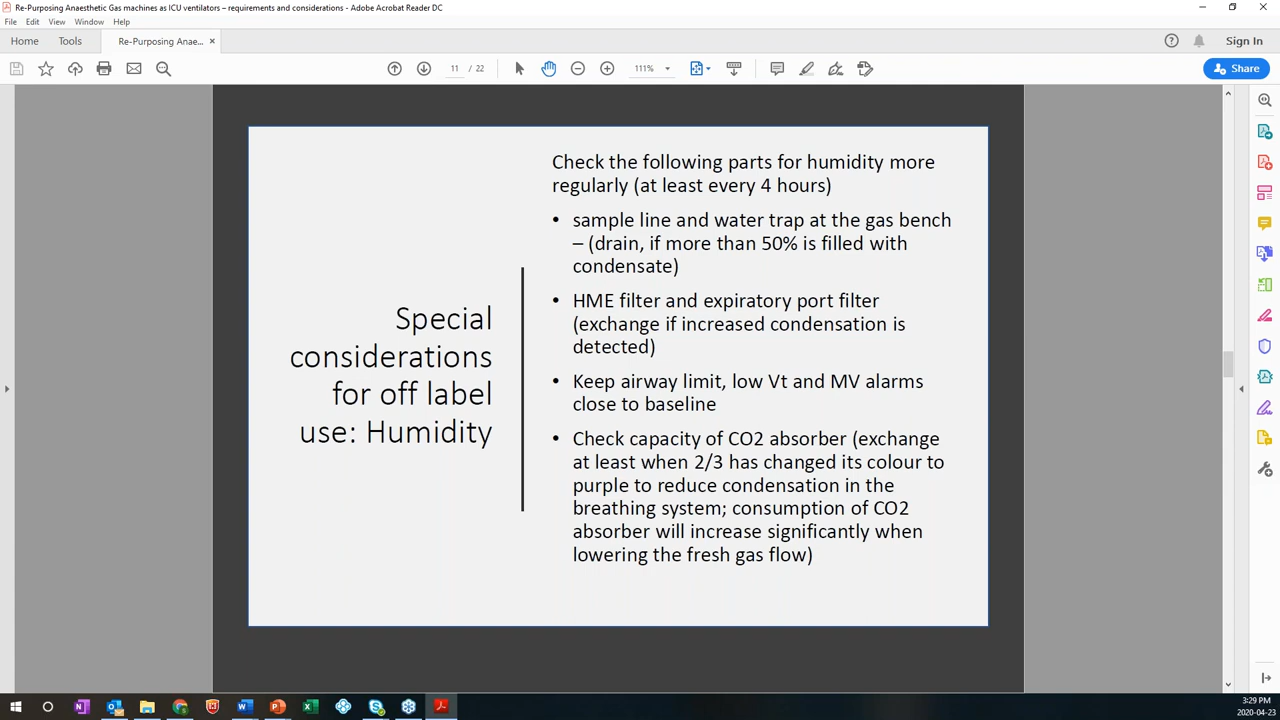 Re-Purposing Anaesthetic Gas machines as ICU ventilators – requirements and considerations - Adobe Acrobat Reader DC
File Edit View Window Help
Home Tools Re-Purposing Anae... × Sign In
11 / 22 111% Share
Special
considerations
for off label
use: Humidity
Check the following parts for humidity more
regularly (at least every 4 hours)
• sample line and water trap at the gas bench
– (drain, if more than 50% is filled with
condensate)
• HME filter and expiratory port filter
(exchange if increased condensation is
detected)
• Keep airway limit, low Vt and MV alarms
close to baseline
• Check capacity of CO2 absorber (exchange
at least when 2/3 has changed its colour to
purple to reduce condensation in the
breathing system; consumption of CO2
absorber will increase significantly when
lowering the fresh gas flow)
3:29 PM
2020-04-23